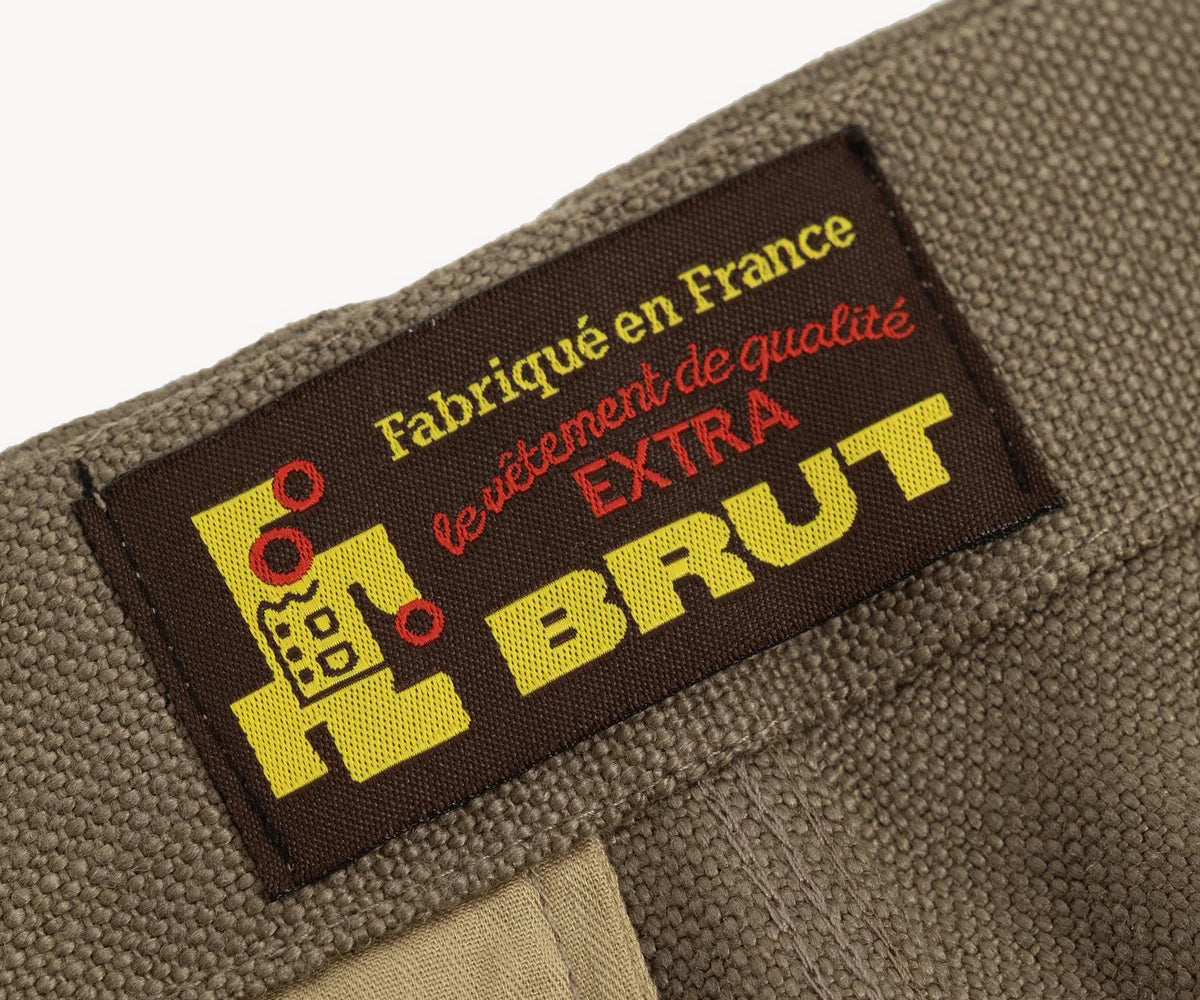 Fabriqué en France
le vêtement de qualité
EXTRA
BRUT